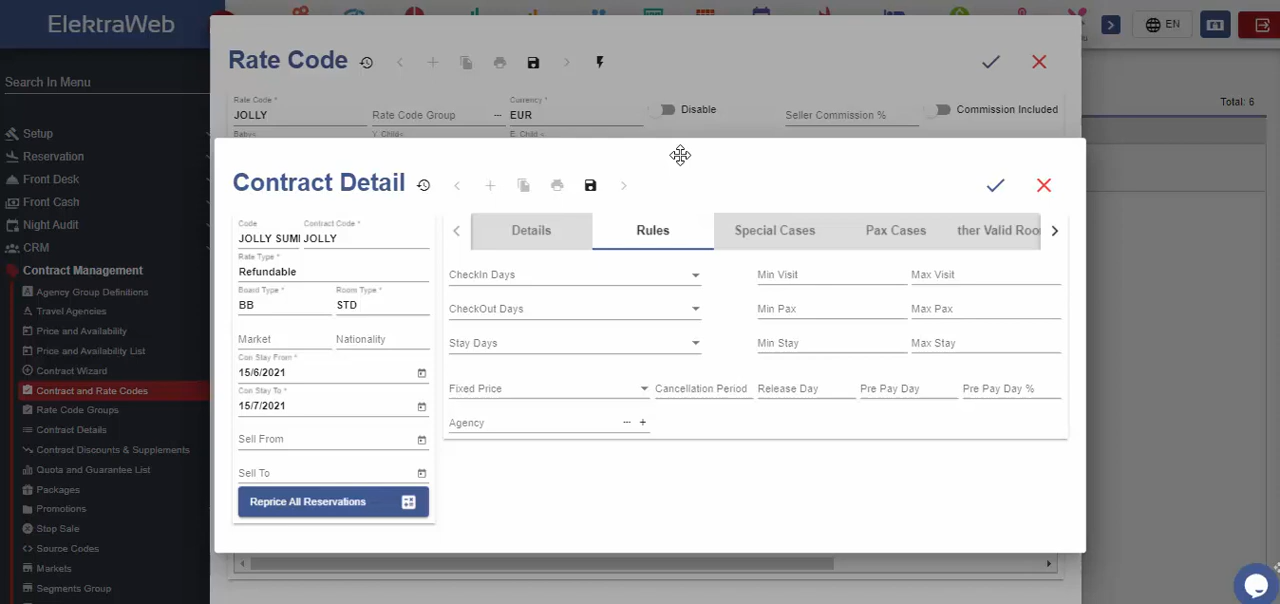 ElektraWeb
EN
Search In Menu
Setup
Reservation
Front Desk
Front Cash
Night Audit
CRM
Contract Management
Agency Group Definitions
Travel Agencies
Price and Availability
Price and Availability List
Contract Wizard
Contract and Rate Codes
Rate Code Groups
Contract Details
Contract Discounts & Supplements
Quota and Guarantee List
Packages
Promotions
Stop Sale
Source Codes
Markets
Segments Group
Rate Code
Rate Code *
JOLLY
Rate Code Group
Currency *
EUR
Disable
Seller Commission %
Commission Included
Total: 6
Baby<
Y. Child<
E. Child <
Contract Detail
Code
JOLLY SUM
Contract Code *
JOLLY
Rate Type *
Refundable
Board Type *
BB
Room Type *
STD
Market
Nationality
Con Stay From *
15/6/2021
Con Stay To *
15/7/2021
Sell From
Sell To
Reprice All Reservations
Details
Rules
Special Cases
Pax Cases
ther Valid Roo
CheckIn Days
Min Visit
Max Visit
CheckOut Days
Min Pax
Max Pax
Stay Days
Min Stay
Max Stay
Fixed Price
Cancellation Period
Release Day
Pre Pay Day
Pre Pay Day %
Agency